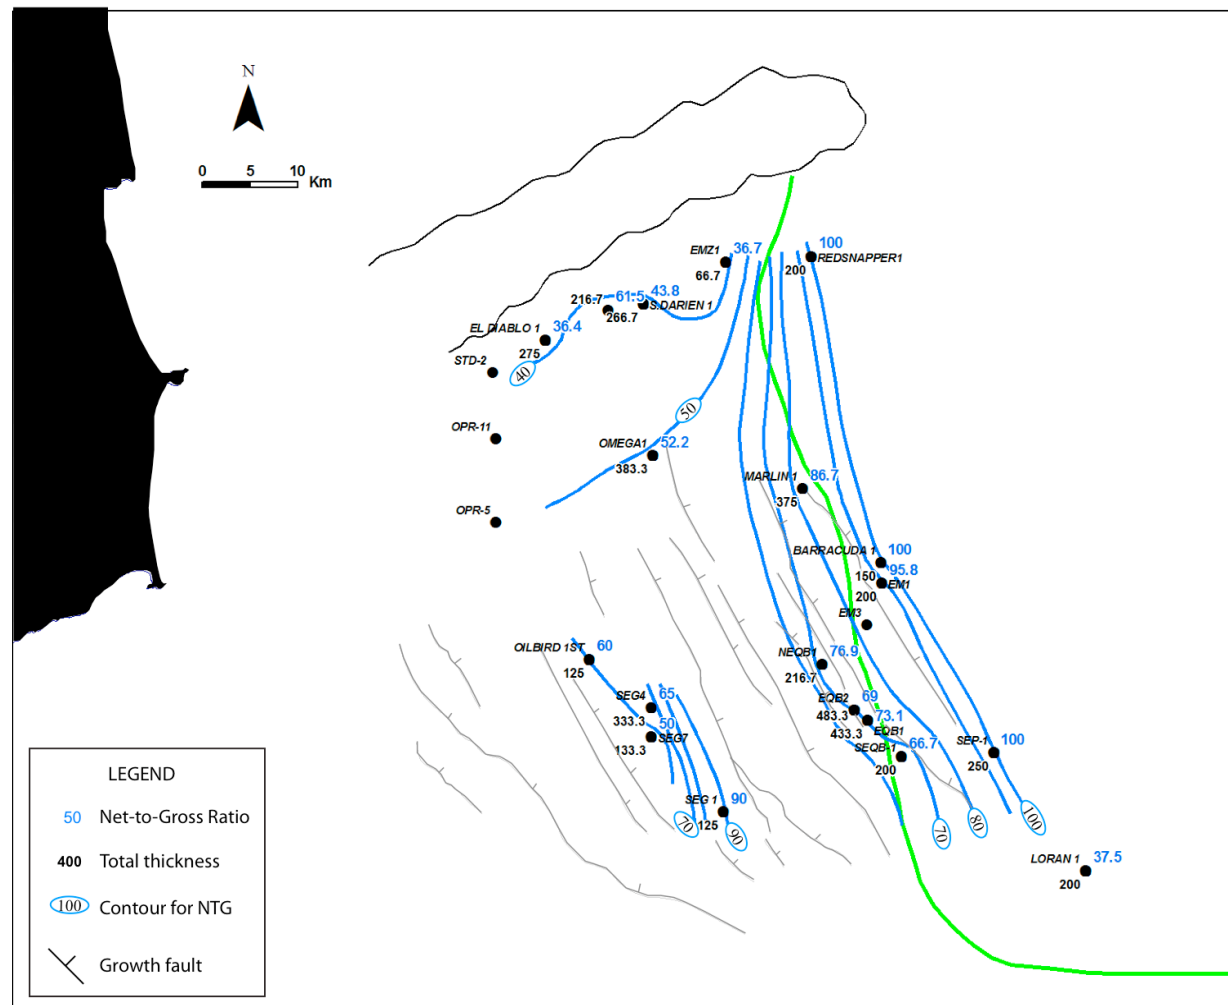 N
0 5 10 Km
EMZ1 36.7
66.7
100
REDSNAPPER1
200
216.7 61.5 43.8
S.DARIEN 1
266.7
EL DIABLO 1 36.4
275
STD-2
40
50
OPR-11
OMEGA1 52.2
383.3
MARLIN 1 86.7
375
OPR-5
BARRACUDA 1 100
150 95.8
EM1
200
EM3
OILBIRD 1ST 60
125
NEQB1 76.9
216.7
SEG4 65
333.3 50
SEG7
133.3
EQB2 69
483.3 73.1
EQB1
433.3
SEQB-1 66.7
200
SEP-1 100
250
SEG 1 90
125
70
90
70
80
100
LORAN 1 37.5
200
LEGEND
50 Net-to-Gross Ratio
400 Total thickness
100 Contour for NTG
Growth fault